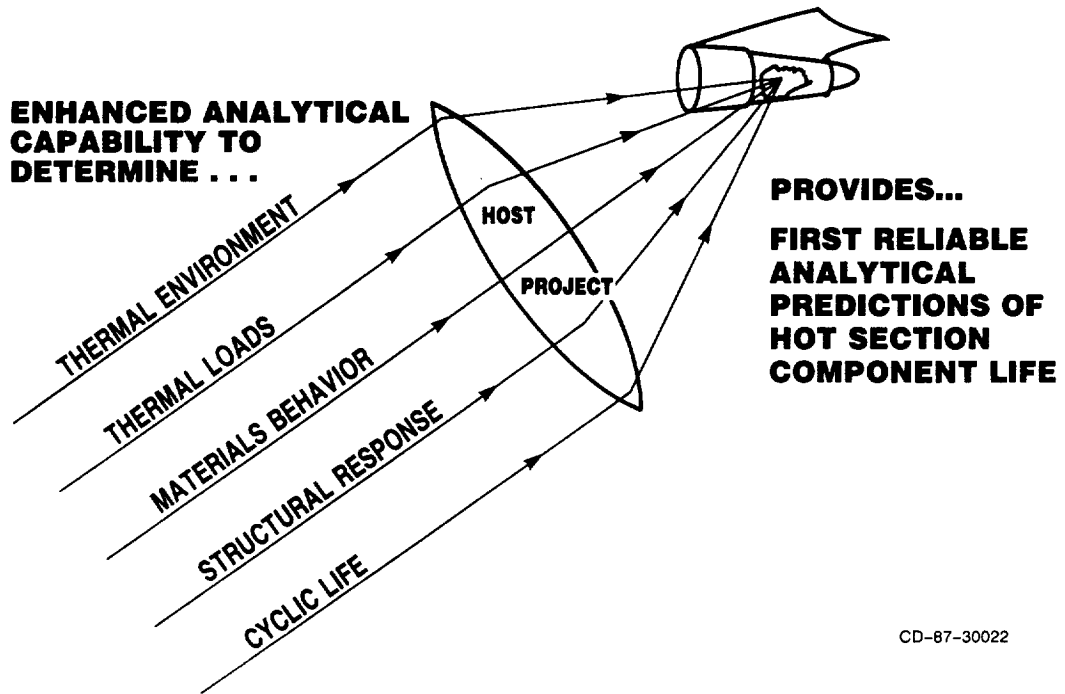 ENHANCED ANALYTICAL
CAPABILITY TO
DETERMINE . . .
THERMAL ENVIRONMENT
THERMAL LOADS
MATERIALS BEHAVIOR
STRUCTURAL RESPONSE
CYCLIC LIFE
HOST
PROJECT
PROVIDES...
FIRST RELIABLE
ANALYTICAL
PREDICTIONS OF
HOT SECTION
COMPONENT LIFE
CD-87-30022